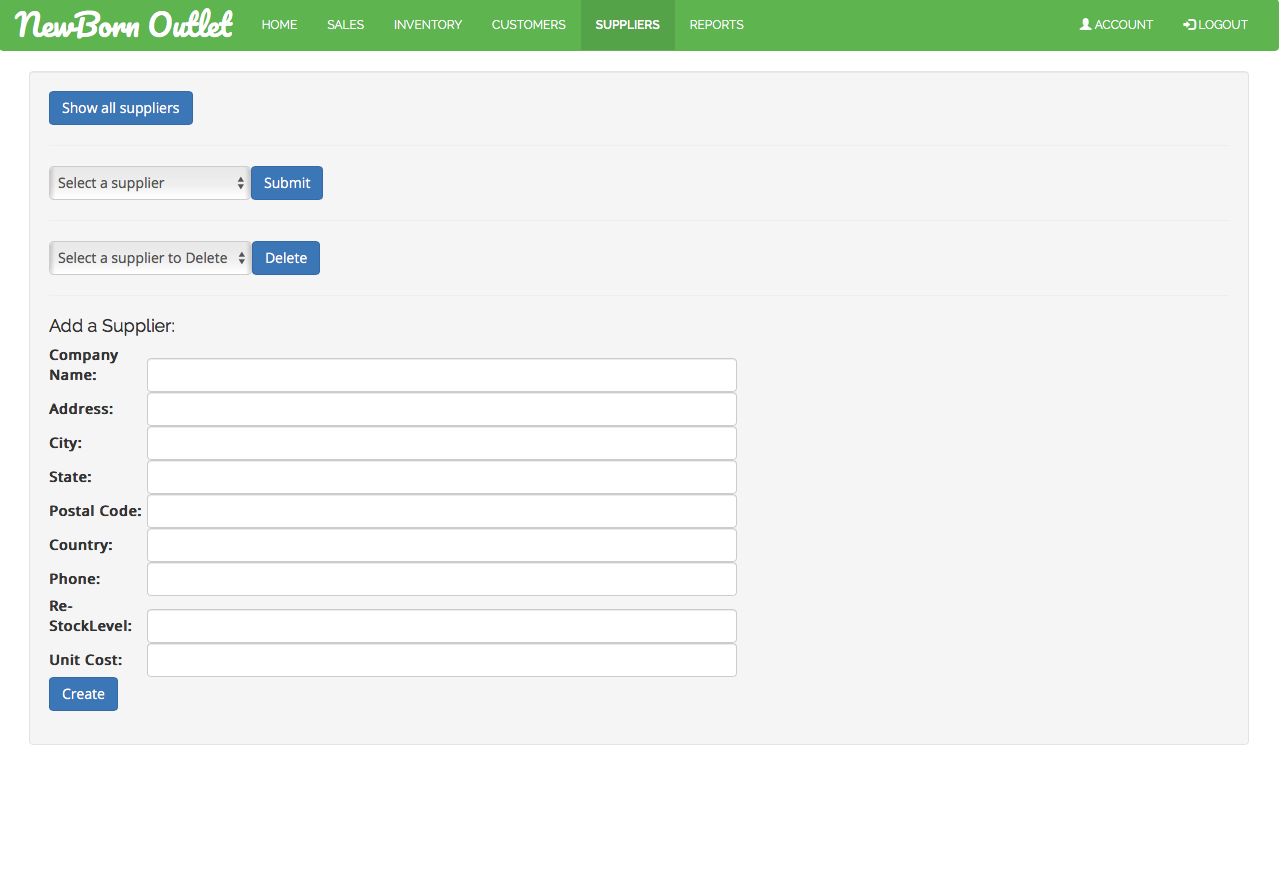 NewBorn Outlet HOME SALES INVENTORY CUSTOMERS SUPPLIERS REPORTS ACCOUNT LOGOUT
Show all suppliers
Select a supplier Submit
Select a supplier to Delete Delete
Add a Supplier:
Company
Name:
Address:
City:
State:
Postal Code:
Country:
Phone:
Re-
StockLevel:
Unit Cost:
Create